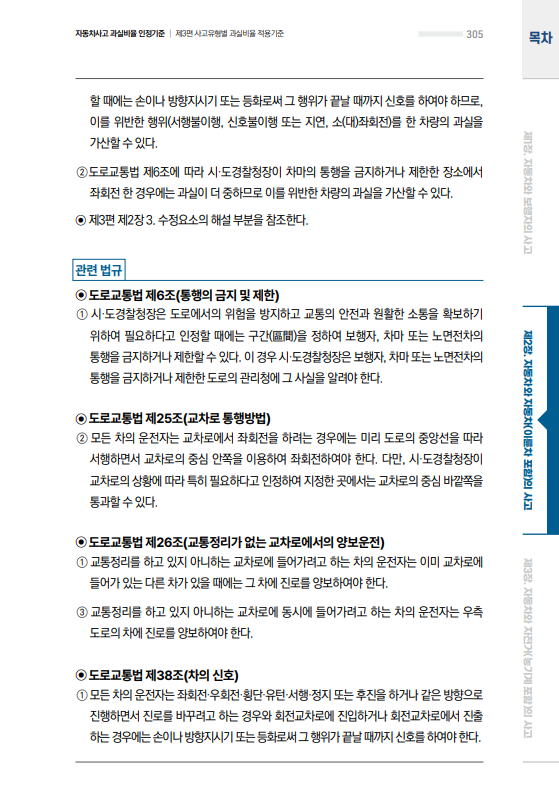 자동차사고 과실비율 인정기준 | 제3편 사고유형별 과실비율 적용기준
305
목차
할 때에는 손이나 방향지시기 또는 등화로써 그 행위가 끝날 때까지 신호를 하여야 하므로,
이를 위반한 행위(서행불이행, 신호불이행 또는 지연, 소(대)좌회전)를 한 차량의 과실을
가산할 수 있다.
② 도로교통법 제6조에 따라 시·도경찰청장이 차마의 통행을 금지하거나 제한한 장소에서
좌회전 한 경우에는 과실이 더 중하므로 이를 위반한 차량의 과실을 가산할 수 있다.
◉ 제3편 제2장 3. 수정요소의 해설 부분을 참조한다.
관련 법규
◉ 도로교통법 제6조(통행의 금지 및 제한)
① 시·도경찰청장은 도로에서의 위험을 방지하고 교통의 안전과 원활한 소통을 확보하기
위하여 필요하다고 인정할 때에는 구간(區間)을 정하여 보행자, 차마 또는 노면전차의
통행을 금지하거나 제한할 수 있다. 이 경우 시·도경찰청장은 보행자, 차마 또는 노면전차의
통행을 금지하거나 제한한 도로의 관리청에 그 사실을 알려야 한다.
◉ 도로교통법 제25조(교차로 통행방법)
② 모든 차의 운전자는 교차로에서 좌회전을 하려는 경우에는 미리 도로의 중앙선을 따라
서행하면서 교차로의 중심 안쪽을 이용하여 좌회전하여야 한다. 다만, 시·도경찰청장이
교차로의 상황에 따라 특히 필요하다고 인정하여 지정한 곳에서는 교차로의 중심 바깥쪽을
통과할 수 있다.
◉ 도로교통법 제26조(교통정리가 없는 교차로에서의 양보운전)
① 교통정리를 하고 있지 아니하는 교차로에 들어가려고 하는 차의 운전자는 이미 교차로에
들어가 있는 다른 차가 있을 때에는 그 차에 진로를 양보하여야 한다.
③ 교통정리를 하고 있지 아니하는 교차로에 동시에 들어가려고 하는 차의 운전자는 우측
도로의 차에 진로를 양보하여야 한다.
◉ 도로교통법 제38조(차의 신호)
① 모든 차의 운전자는 좌회전·우회전·횡단·유턴·서행·정지 또는 후진을 하거나 같은 방향으로
진행하면서 진로를 바꾸려고 하는 경우와 회전교차로에 진입하거나 회전교차로에서 진출
하는 경우에는 손이나 방향지시기 또는 등화로써 그 행위가 끝날 때까지 신호를 하여야 한다.
제1장. 자동차와 보행자의 사고
제2장. 자동차와 자동차(이륜차 포함)의 사고
제3장. 자동차와 자전거(농기계 포함)의 사고